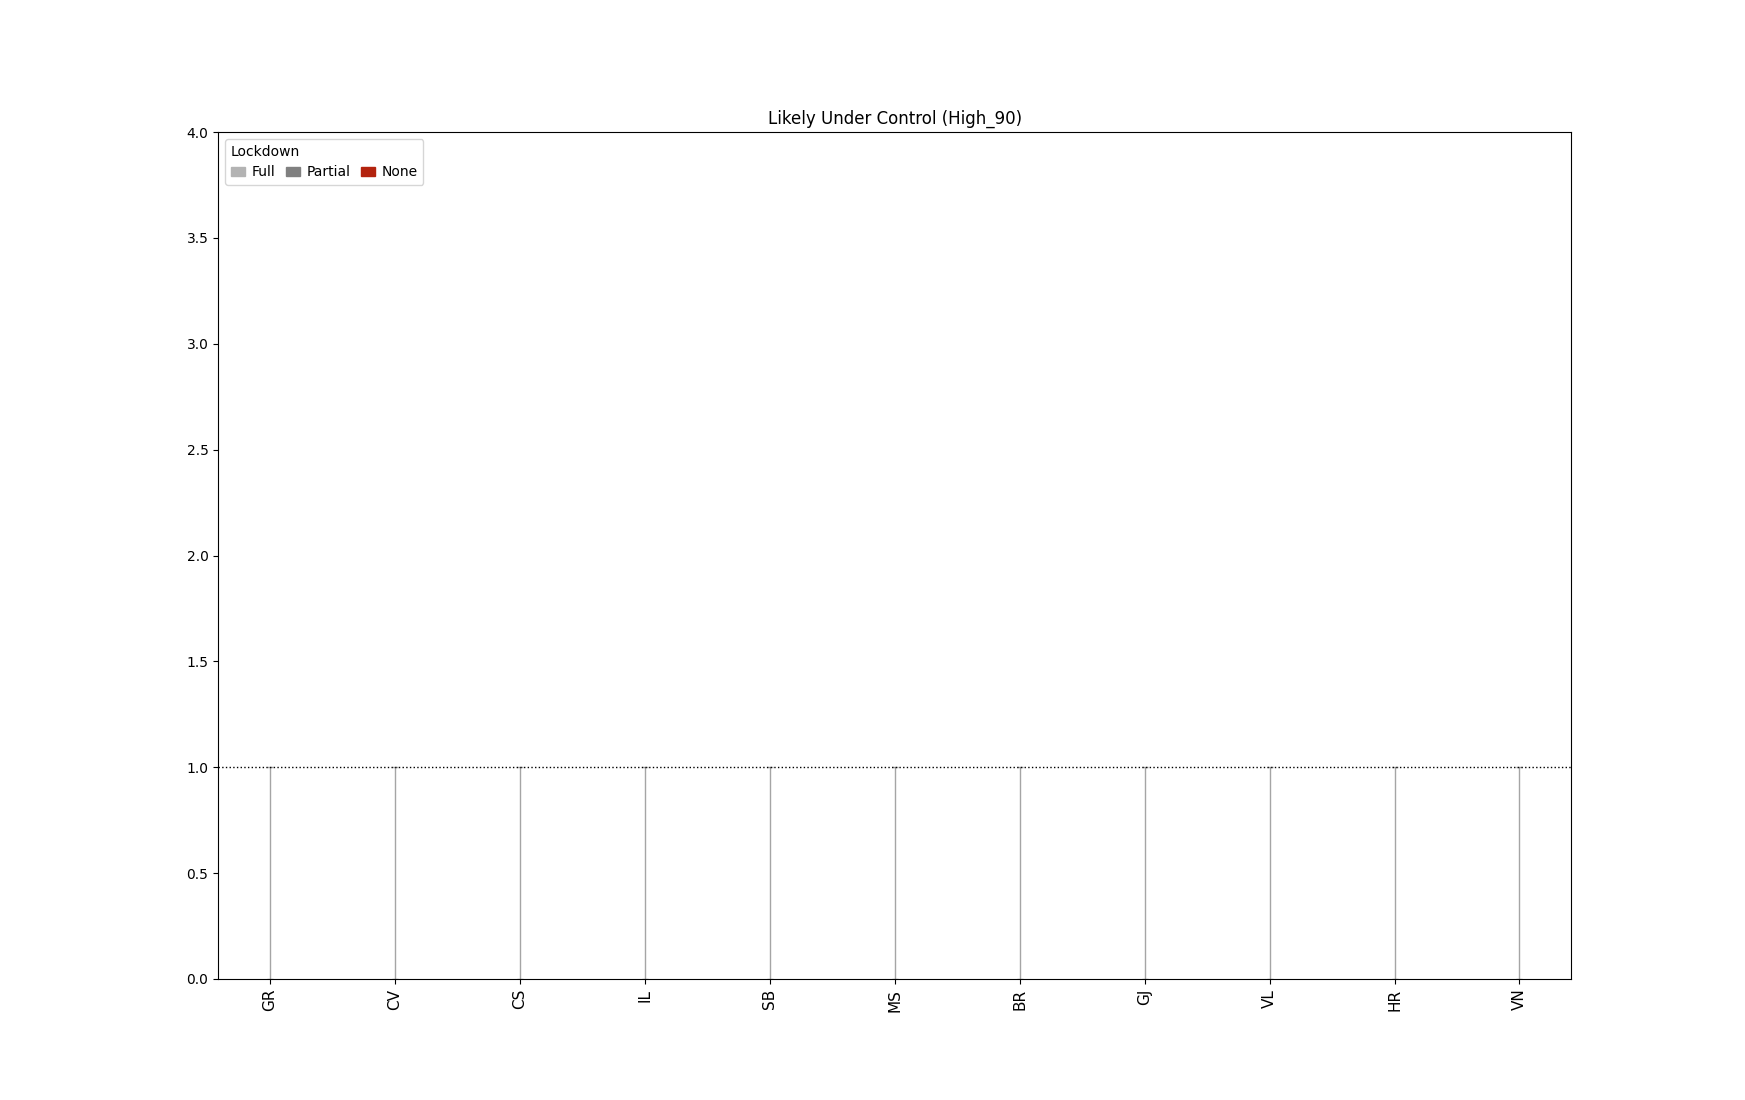 Likely Under Control (High_90)
Lockdown
Full Partial None
4.0
3.5
3.0
2.5
2.0
1.5
1.0
0.5
0.0
GR CV CS IL SB MS BR GJ VL HR VN